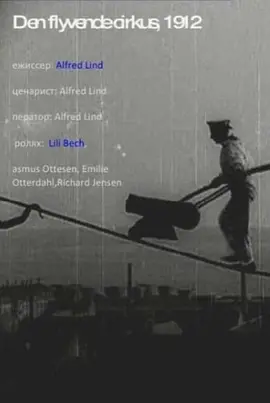 Den flyvende cirkus, 1912
ежиссер: Alfred Lind
ценарист: Alfred Lind
ператор: Alfred Lind
ролях: Lili Bech
asmus Ottesen, Emilie
Otterdahl,Richard Jensen